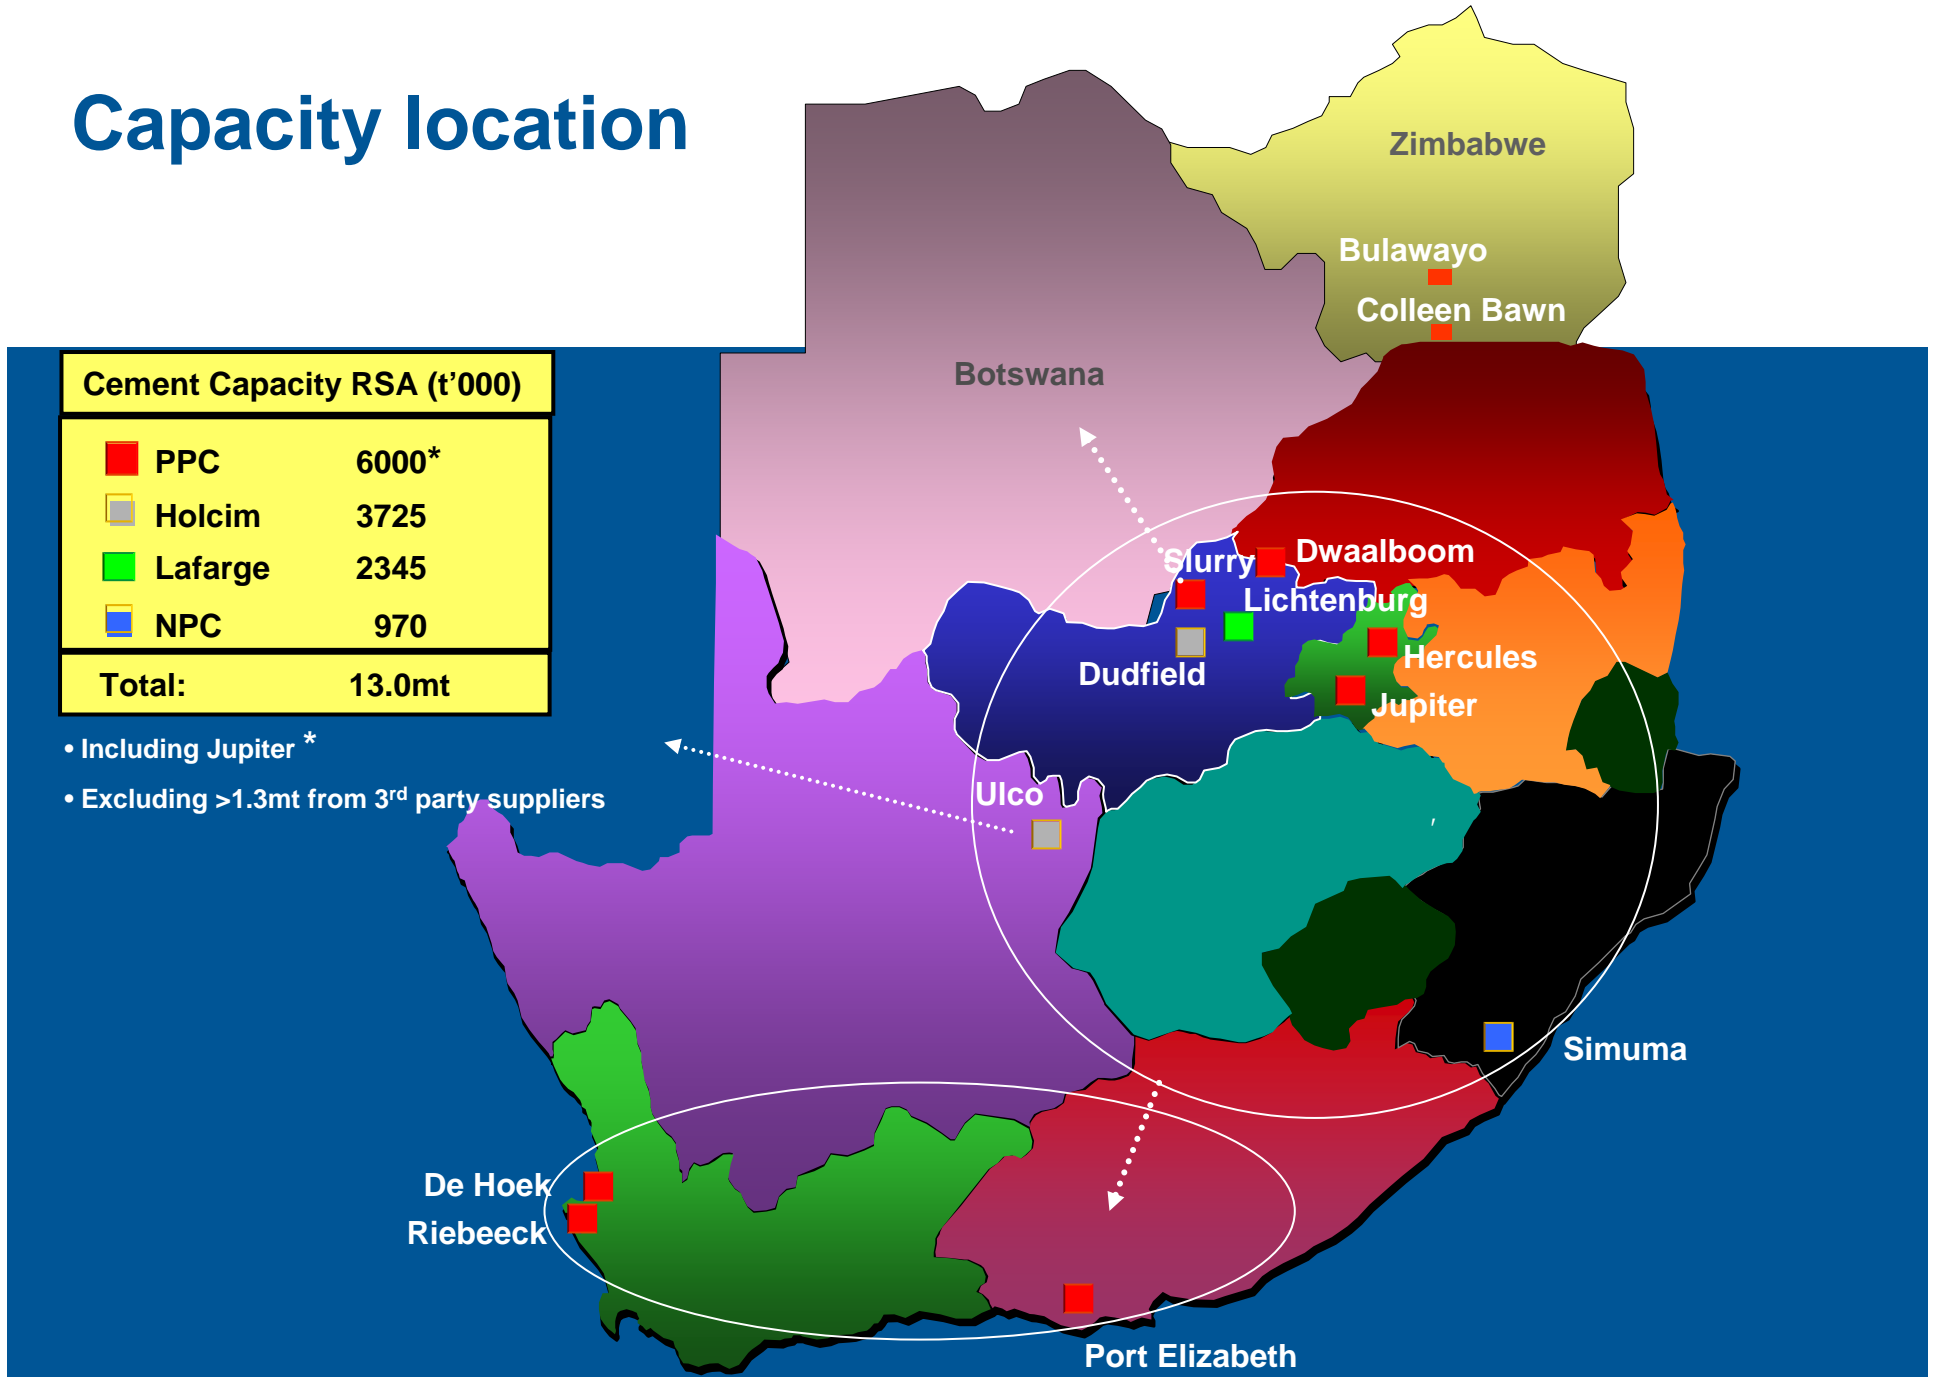 Capacity location
Cement Capacity RSA (t’000)
PPC 6000*
Holcim 3725
Lafarge 2345
NPC 970
Total: 13.0mt
• Including Jupiter *
• Excluding >1.3mt from 3rd party suppliers
Zimbabwe
Bulawayo
Colleen Bawn
Botswana
Slurry
Dwaalboom
Lichtenburg
Dudfield
Hercules
Jupiter
Ulco
Simuma
De Hoek
Riebeeck
Port Elizabeth